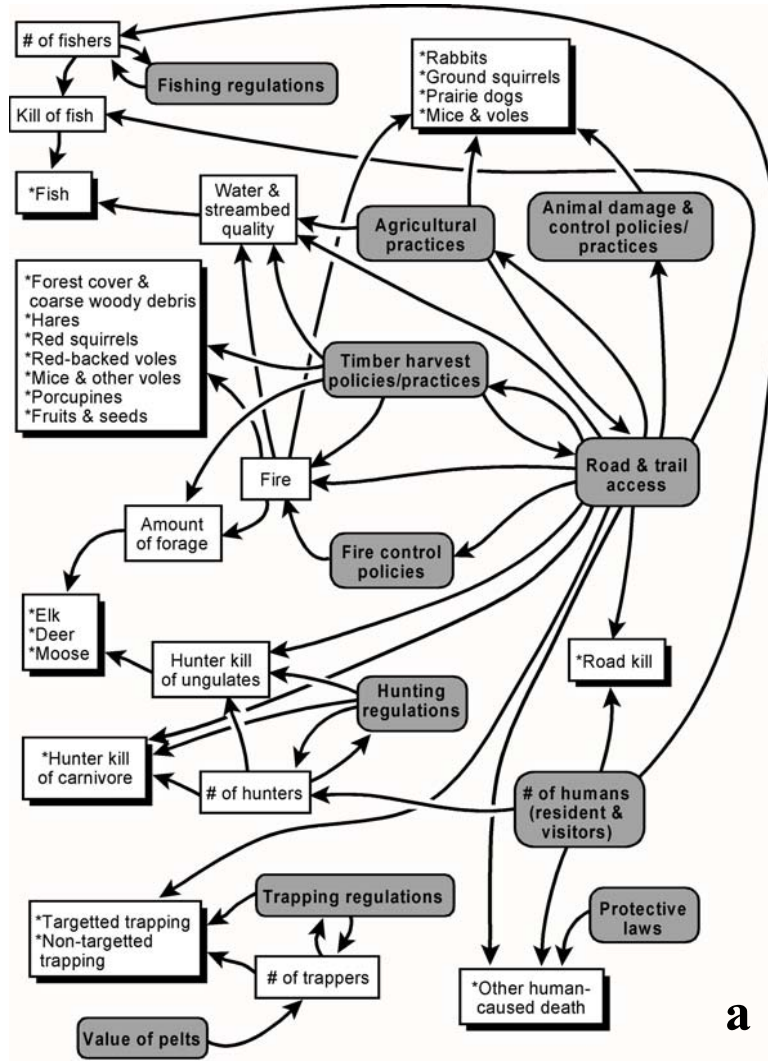 # of fishers
Fishing regulations
*Rabbits
*Ground squirrels
*Prairie dogs
*Mice & voles
Kill of fish
*Fish
Water &
streambed
quality
Agricultural
practices
Animal damage &
control policies/
practices
*Forest cover &
coarse woody debris
*Hares
*Red squirrels
*Red-backed voles
*Mice & other voles
*Porcupines
*Fruits & seeds
Timber harvest
policies/practices
Fire
Road & trail
access
Amount
of forage
Fire control
policies
*Elk
*Deer
*Moose
Hunter kill
of ungulates
*Road kill
Hunting
regulations
*Hunter kill
of carnivore
# of hunters
# of humans
(resident &
visitors)
Trapping regulations
*Targetted trapping
*Non-targetted
trapping
Protective
laws
# of trappers
*Other human-
caused death
Value of pelts
a